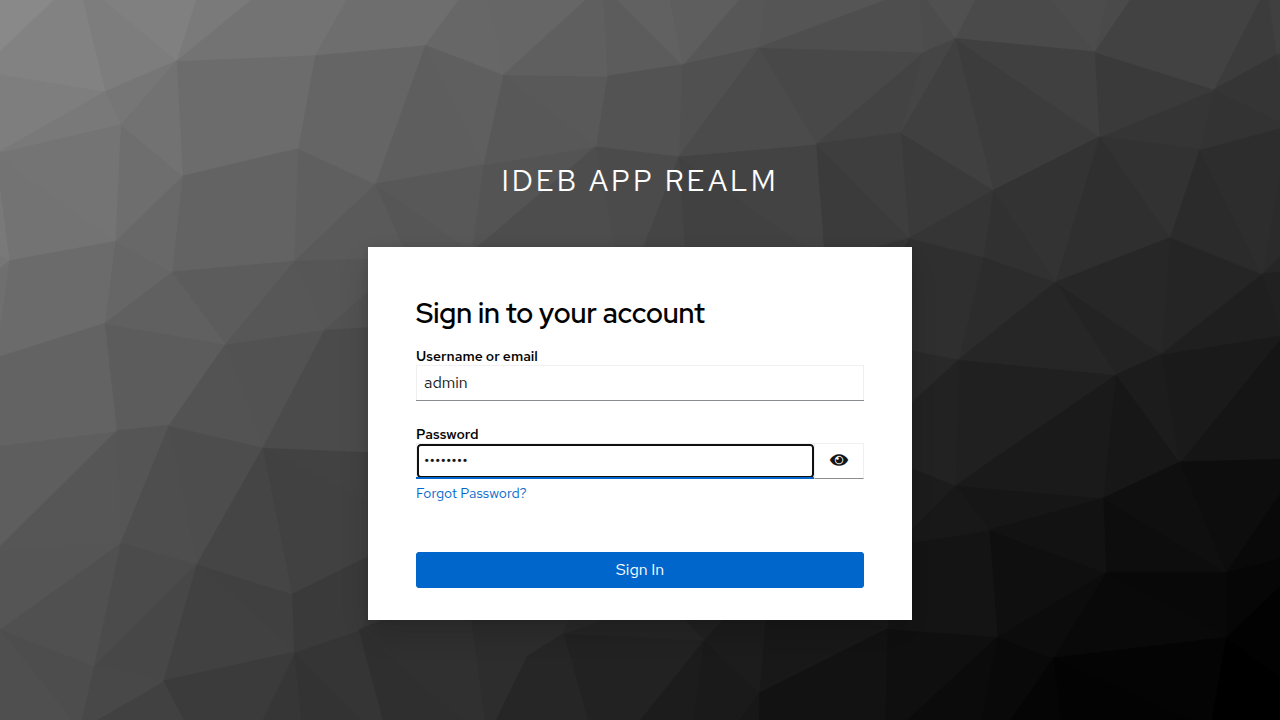 IDEB APP REALM
Sign in to your account
Username or email
admin
Password
••••••••
Forgot Password?
Sign In